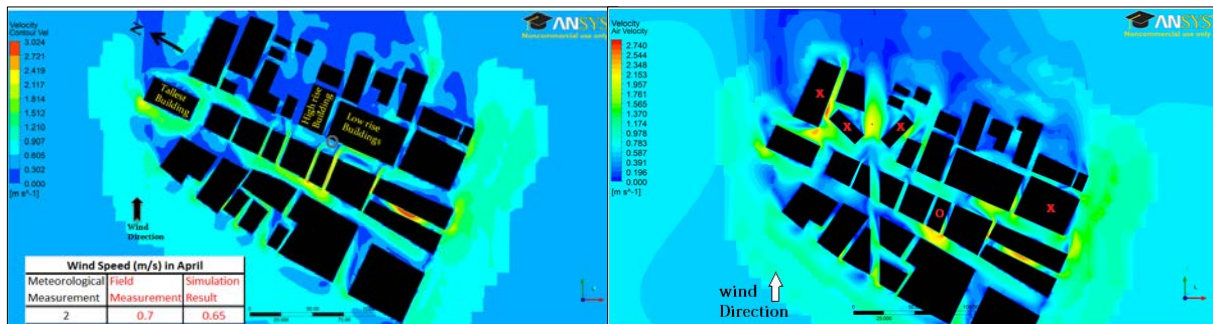 Velocity
Contour Vel
3.024
2.721
2.419
2.117
1.814
1.512
1.210
0.907
0.605
0.302
0.000
[m s^-1]
N
ANSYS
Noncommercial use only
Tallest
Building
High rise
Building
Low rise
Buildings
Wind
Direction
Wind Speed (m/s) in April
Meteorological Measurement
Field Measurement
Simulation Result
2 0.7 0.65
Velocity
Air Velocity
2.740
2.544
2.348
2.153
1.957
1.761
1.565
1.370
1.174
0.978
0.783
0.587
0.391
0.196
0.000
[m s^-1]
ANSYS
Noncommercial use only
X
X
X
X
O
wind
Direction